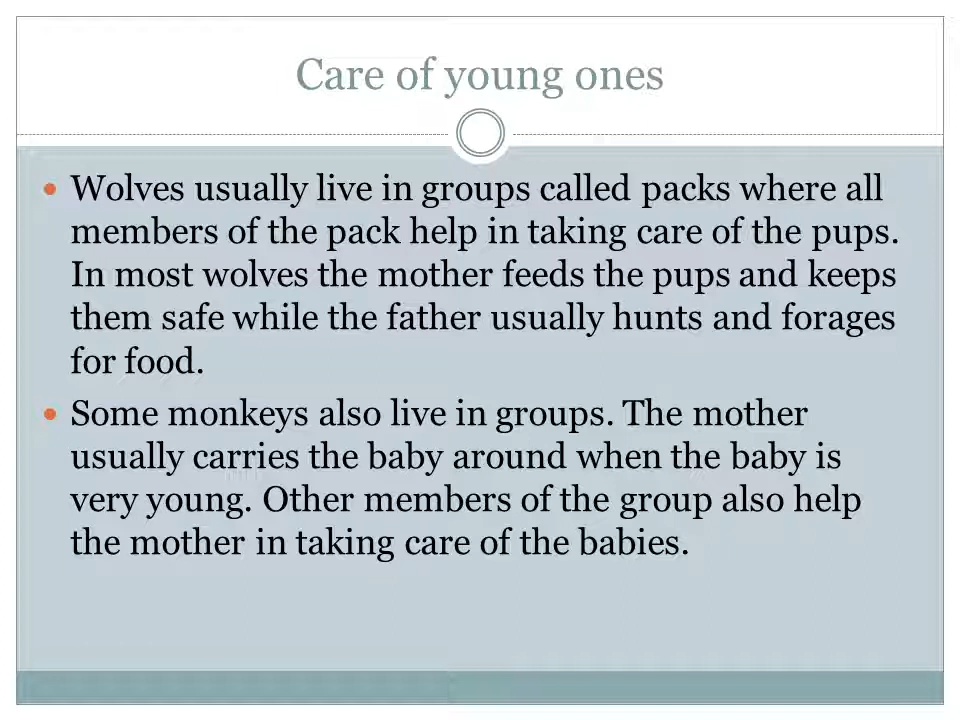 Care of young ones
Wolves usually live in groups called packs where all
members of the pack help in taking care of the pups.
In most wolves the mother feeds the pups and keeps
them safe while the father usually hunts and forages
for food.
Some monkeys also live in groups. The mother
usually carries the baby around when the baby is
very young. Other members of the group also help
the mother in taking care of the babies.